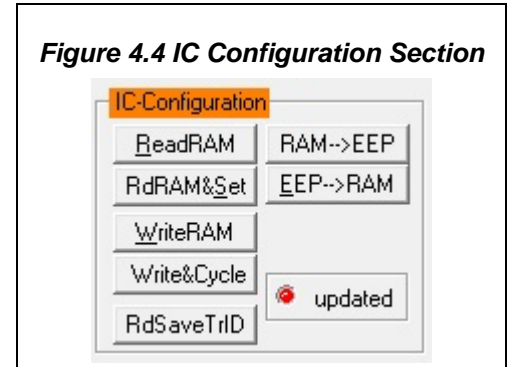 Figure 4.4 IC Configuration Section
IC-Configuration
ReadRAM
RAM-->EEP
RdRAM&Set
EEP-->RAM
WriteRAM
Write&Cycle
updated
RdSaveTrID